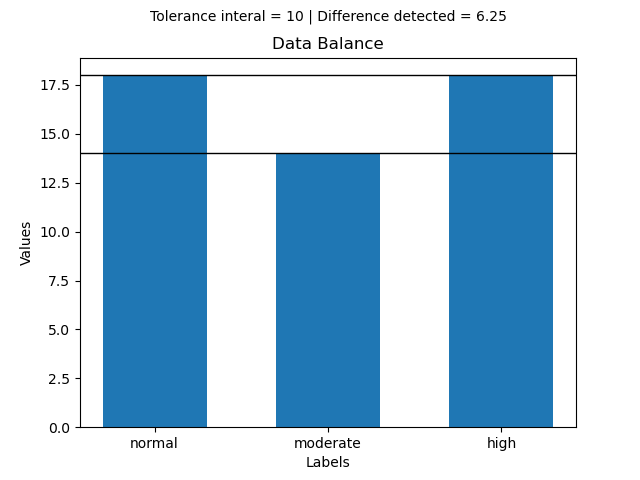 Tolerance interal = 10 | Difference detected = 6.25
Data Balance
17.5
15.0
12.5
10.0
7.5
5.0
2.5
0.0
Values
normal moderate high
Labels